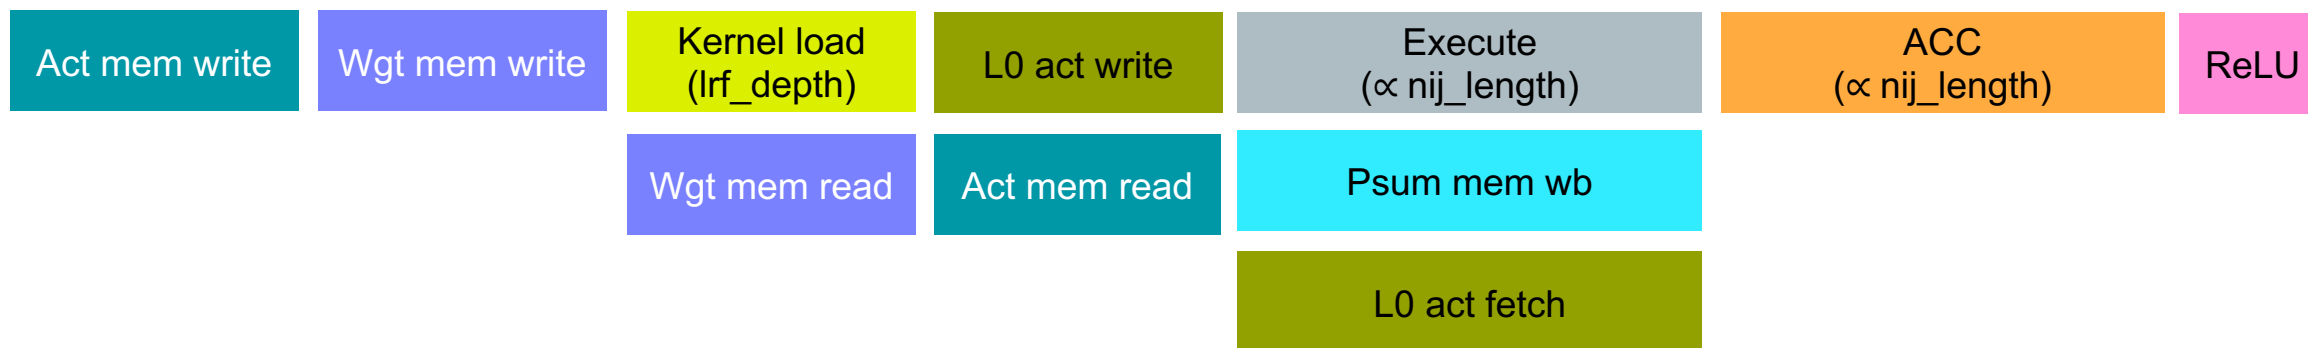 Act mem write
Wgt mem write
Kernel load
(lrf_depth)
L0 act write
Execute
(∝ nij_length)
ACC
(∝ nij_length)
ReLU
Wgt mem read
Act mem read
Psum mem wb
L0 act fetch